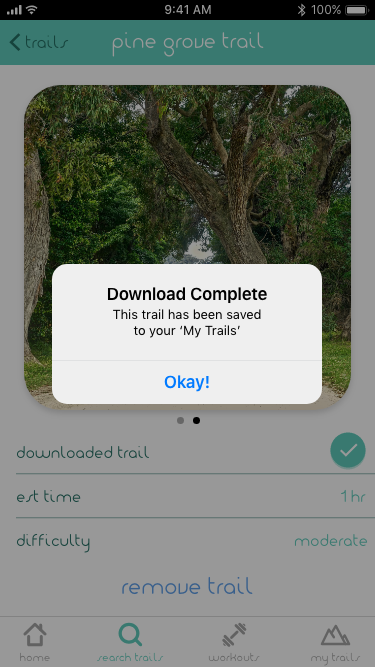 9:41 AM
100%
trails
pine grove trail
Download Complete
This trail has been saved
to your ‘My Trails’
Okay!
downloaded trail
est time
1 hr
difficulty
moderate
remove trail
home
search trails
workouts
my trails